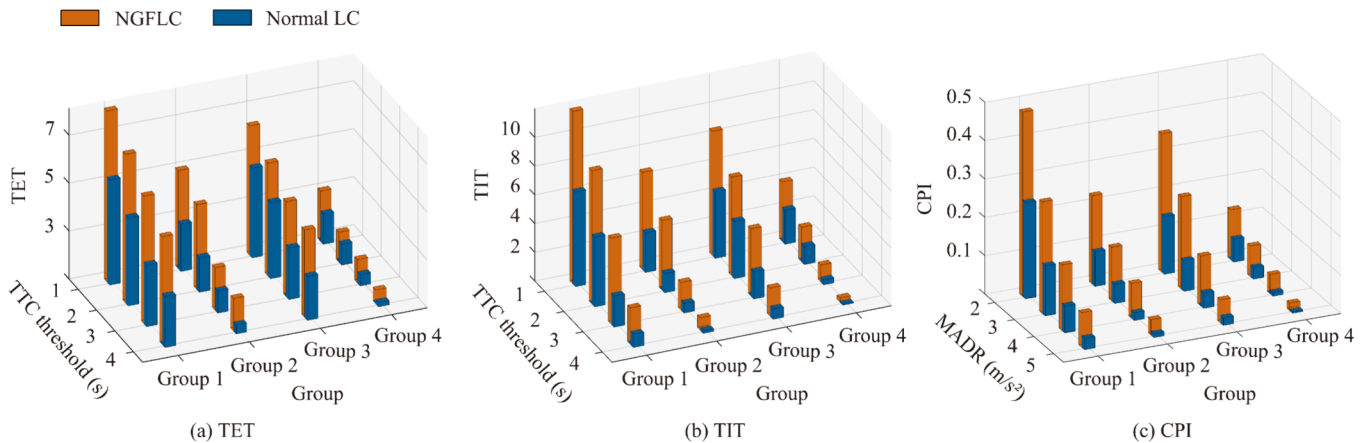 NGFLC
Normal LC
TET
7
5
3
1
2
3
4
TTC threshold (s)
Group 1
Group 2
Group 3
Group 4
Group
(a) TET
TIT
10
8
6
4
2
1
2
3
4
TTC threshold (s)
Group 1
Group 2
Group 3
Group 4
Group
(b) TIT
CPI
0.5
0.4
0.3
0.2
0.1
2
3
4
5
MADR (m/s²)
Group 1
Group 2
Group 3
Group 4
Group
(c) CPI